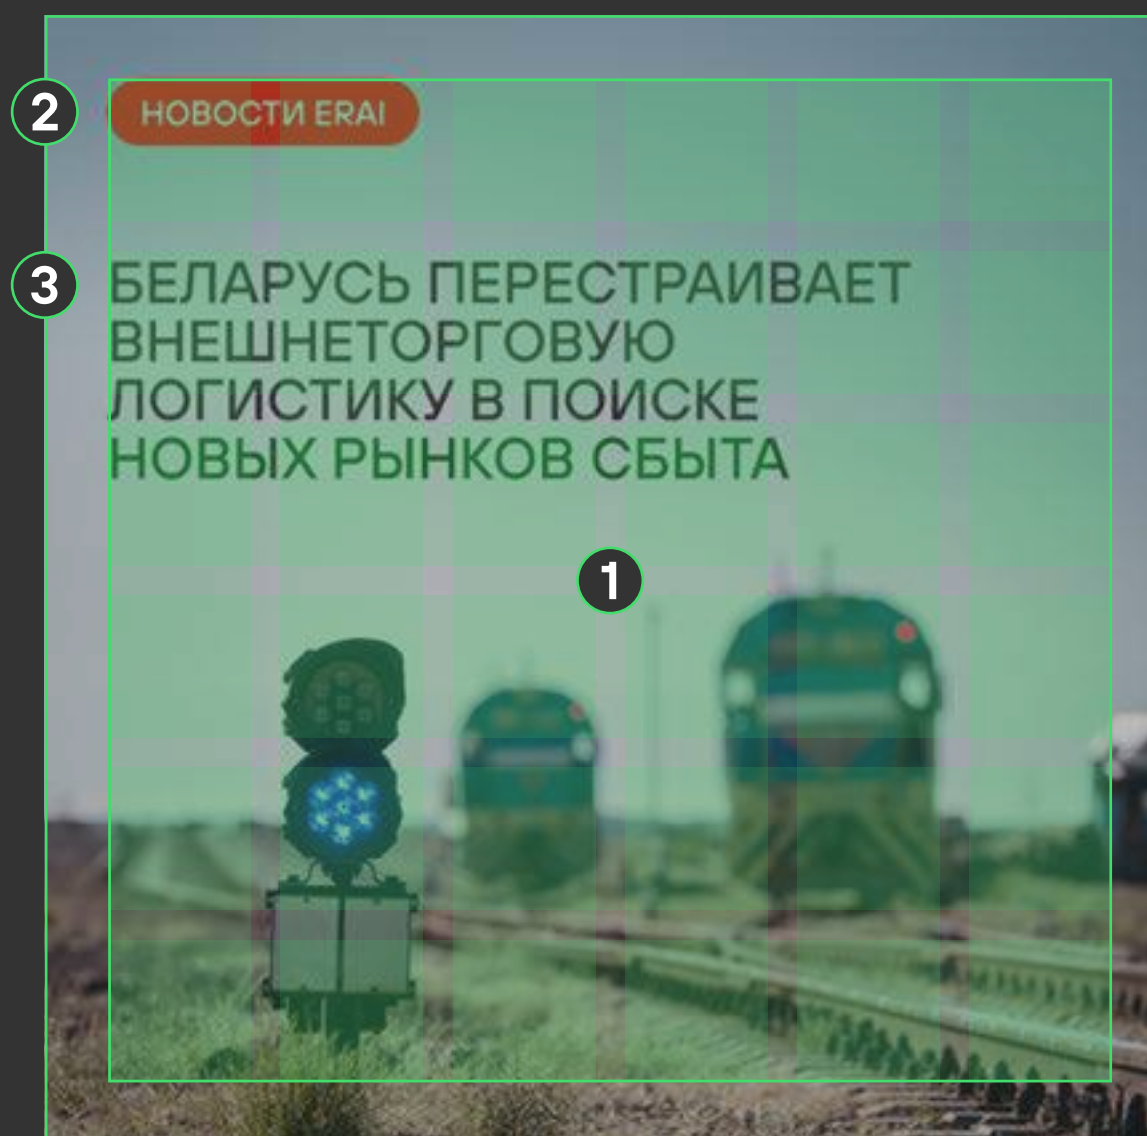 2
НОВОСТИ ERAI
3
БЕЛАРУСЬ ПЕРЕСТРАИВАЕТ
ВНЕШНЕТОРГОВУЮ
ЛОГИСТИКУ В ПОИСКЕ
НОВЫХ РЫНКОВ СБЫТА
1